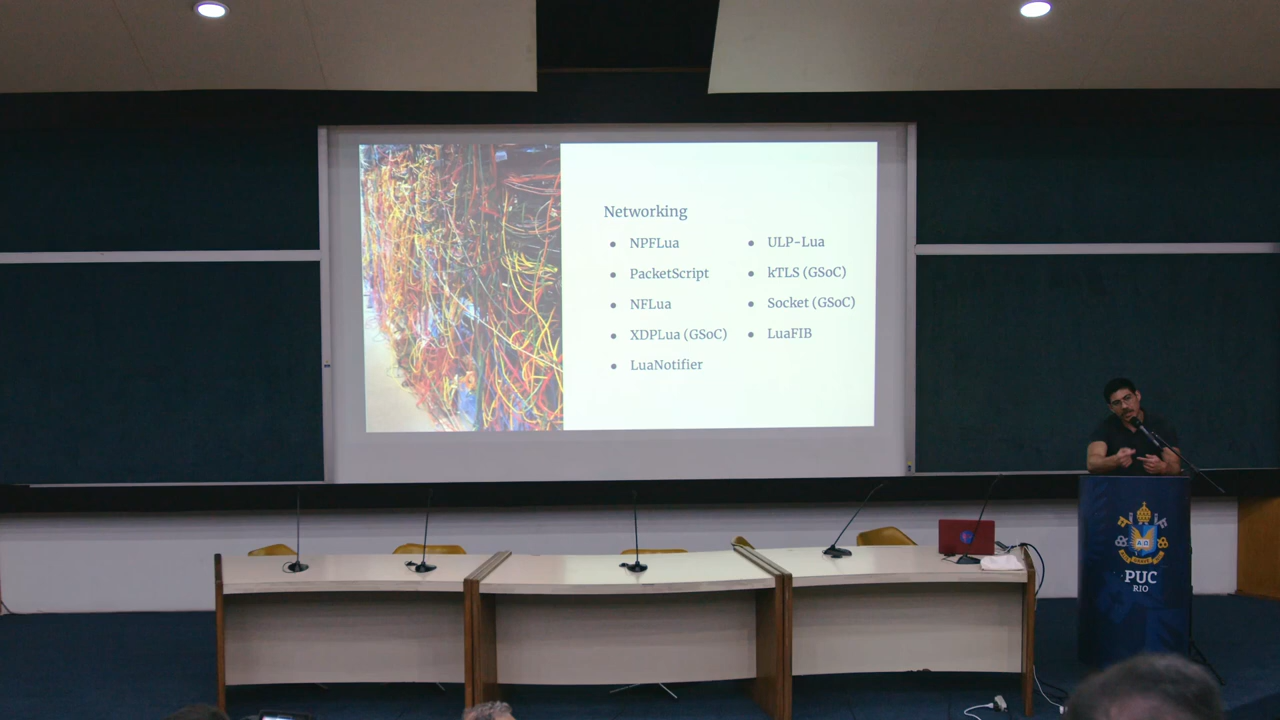 Networking
● NPFLua
● PacketScript
● NFLua
● XDPLua (GSoC)
● LuaNotifier
● ULP-Lua
● kTLS (GSoC)
● Socket (GSoC)
● LuaFIB
PUC
RIO